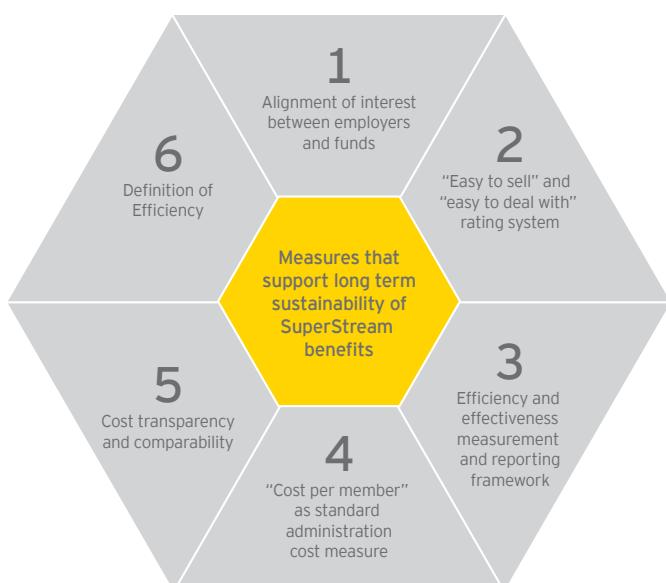 1
Alignment of interest
between employers
and funds
2
“Easy to sell” and
“easy to deal with”
rating system
3
Efficiency and
effectiveness
measurement
and reporting
framework
4
“Cost per member”
as standard
administration
cost measure
5
Cost transparency
and comparability
6
Definition of
Efficiency
Measures that
support long term
sustainability of
SuperStream
benefits